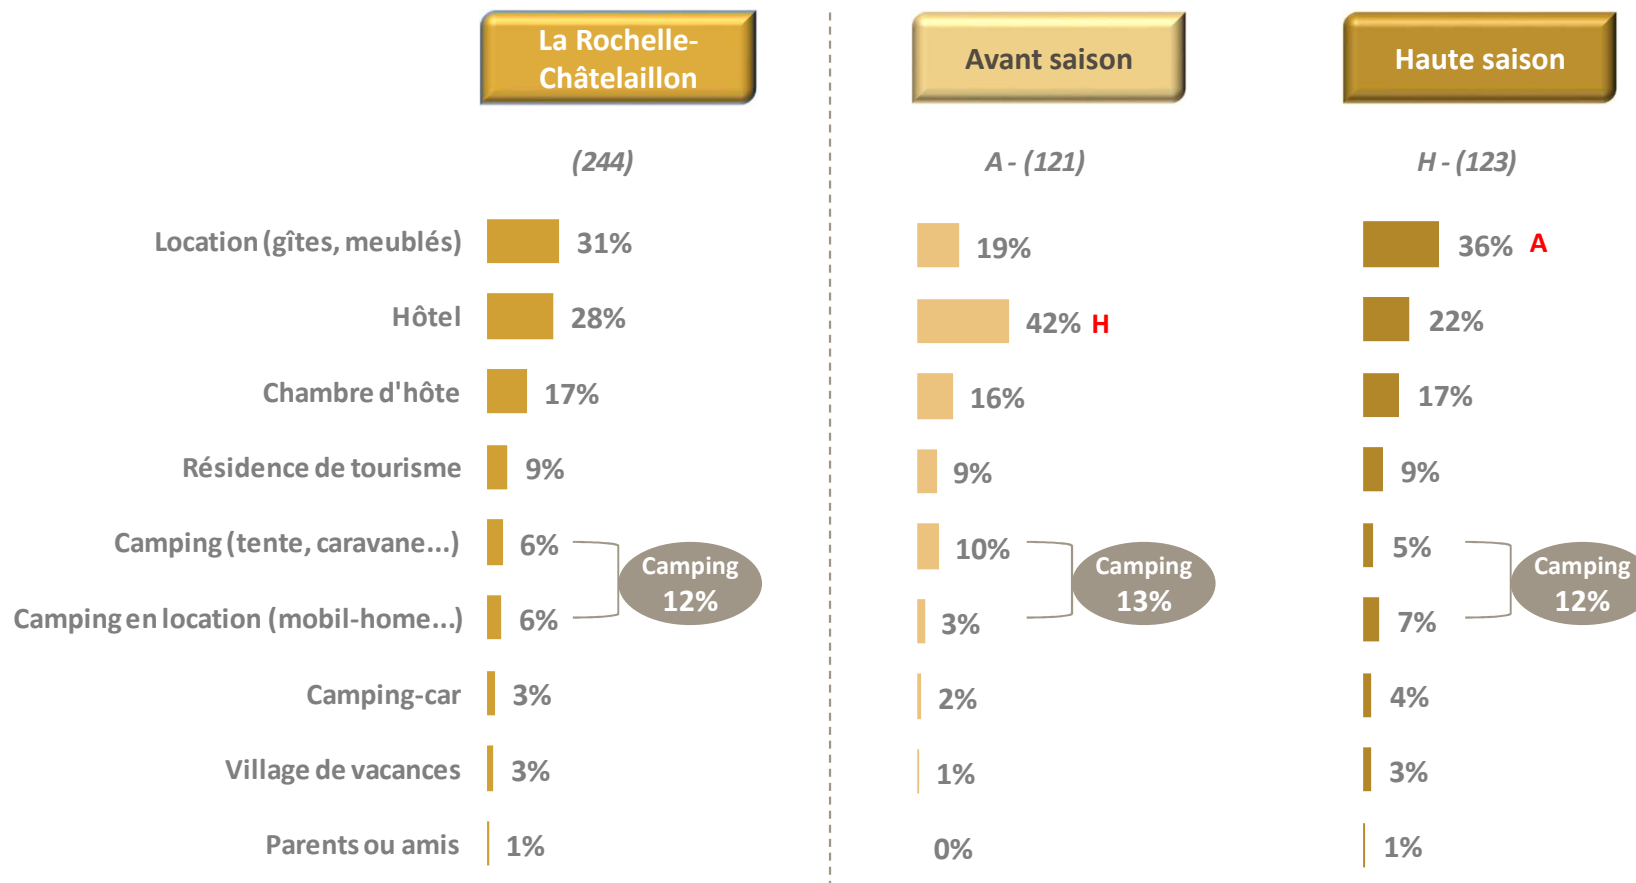 La Rochelle-
Châtelaillon
Avant saison
Haute saison
(244)
A - (121)
H - (123)
Location (gîtes, meublés) 31% 19% 36% A
Hôtel 28% 42% H 22%
Chambre d'hôte 17% 16% 17%
Résidence de tourisme 9% 9% 9%
Camping (tente, caravane...) 6% 10% 5%
Camping
12%
Camping
13%
Camping
12%
Camping en location (mobil-home...) 6% 3% 7%
Camping-car 3% 2% 4%
Village de vacances 3% 1% 3%
Parents ou amis 1% 0% 1%